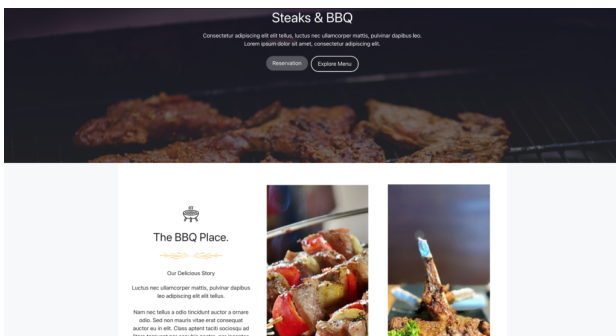 Steaks & BBQ
Consectetur adipiscing elit elit tellus, luctus nec ullamcorper mattis, pulvinar dapibus leo.
Lorem ipsum dolor sit amet, consectetur adipiscing elit.
Reservation
Explore Menu
The BBQ Place.
Our Delicious Story
Luctus nec ullamcorper mattis, pulvinar dapibus
leo adipiscing elit elit tellus.
Nam nec tellus a odio tincidunt auctor a ornare
odio. Sed non mauris vitae erat consequat
auctor eu in elit. Class aptent taciti sociosqu ad